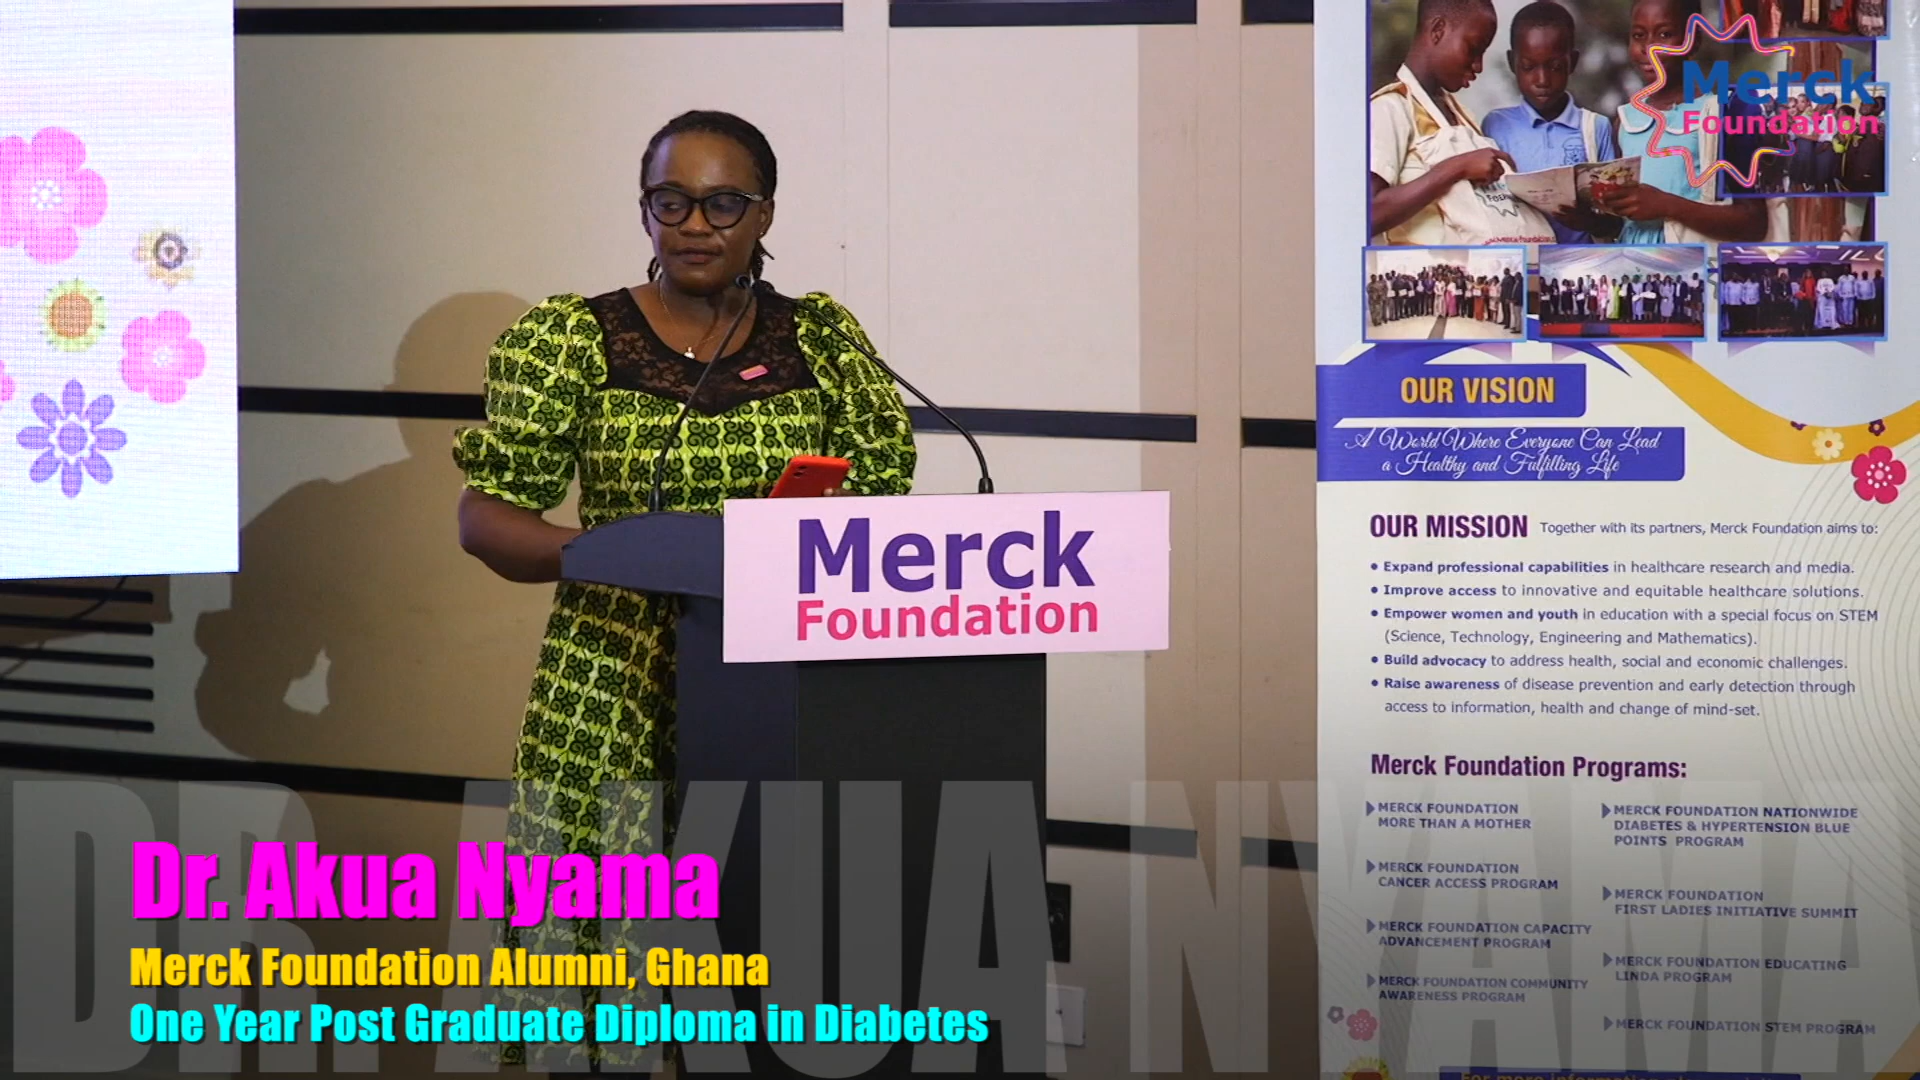 Merck
Foundation
OUR VISION
A World Where Everyone Can Lead
a Healthy and Fulfilling Life
OUR MISSION Together with its partners, Merck Foundation aims to:
• Expand professional capabilities in healthcare research and media.
• Improve access to innovative and equitable healthcare solutions.
• Empower women and youth in education with a special focus on STEM
(Science, Technology, Engineering and Mathematics).
• Build advocacy to address health, social and economic challenges.
• Raise awareness of disease prevention and early detection through
access to information, health and change of mind-set.
Merck Foundation Programs:
MERCK FOUNDATION
MORE THAN A MOTHER
MERCK FOUNDATION
CANCER ACCESS PROGRAM
MERCK FOUNDATION CAPACITY
ADVANCEMENT PROGRAM
MERCK FOUNDATION COMMUNITY
AWARENESS PROGRAM
MERCK FOUNDATION NATIONWIDE
DIABETES & HYPERTENSION BLUE
POINTS PROGRAM
MERCK FOUNDATION
FIRST LADIES INITIATIVE SUMMIT
MERCK FOUNDATION EDUCATING
LINDA PROGRAM
MERCK FOUNDATION STEM PROGRAM
Merck
Foundation
DR. AKUA NYAMA
Dr. Akua Nyama
Merck Foundation Alumni, Ghana
One Year Post Graduate Diploma in Diabetes